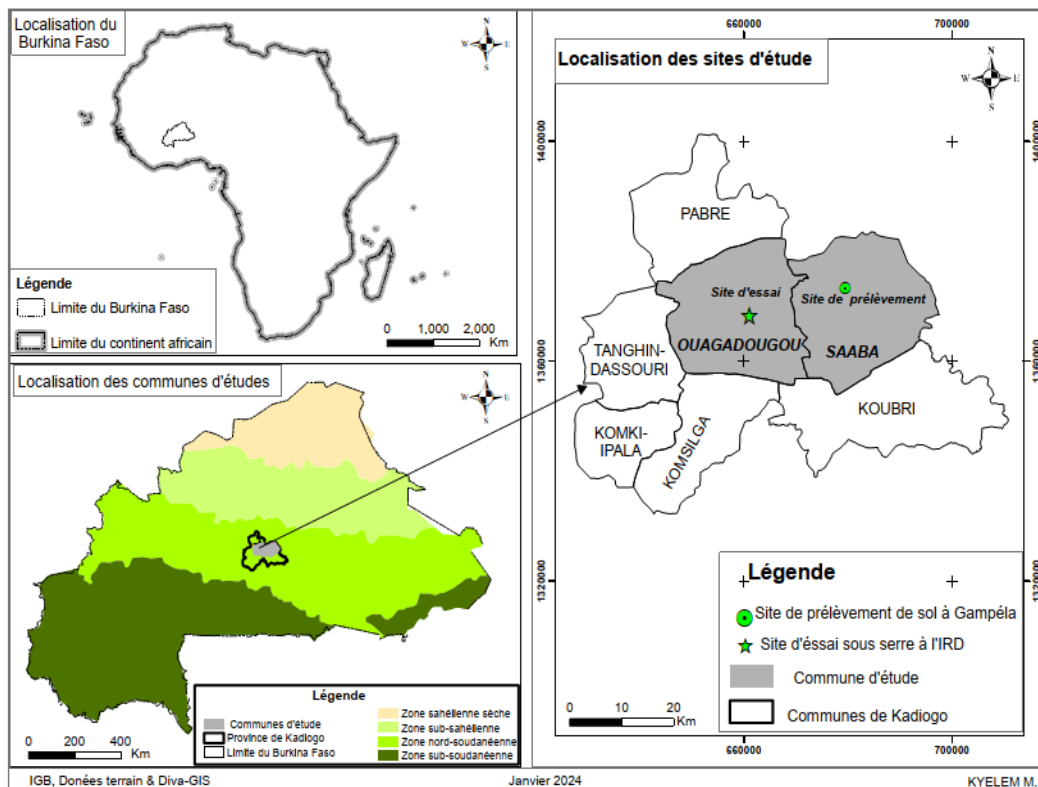 Localisation du
Burkina Faso
N
W E
S
Légende
Limite du Burkina Faso
Limite du continent africain
0 1,000 2,000
Km
Localisation des communes d'études
N
W E
S
Légende
Communes d'étude
Province de Kadiogo
Limite du Burkina Faso
Zone sahélienne sèche
Zone sub-sahélienne
Zone nord-soudanéenne
Zone sub-soudanéenne
0 200 400
Km
660000 700000
Localisation des sites d'étude
N
W E
S
1400000 1400000
PABRE
Site d'essai
Site de prélèvement
OUAGADOUGOU
SAABA
TANGHIN-
DASSOURI
1360000 1360000
KOUBRI
KOMKI-
IPALA
KOMSILGA
1320000 1320000
Légende
Site de prélèvement de sol à Gampéla
Site d'éssai sous serre à l'IRD
Commune d'étude
Communes de Kadiogo
0 10 20
Km
660000 700000
IGB, Donées terrain & Diva-GIS Janvier 2024 KYELEM M.